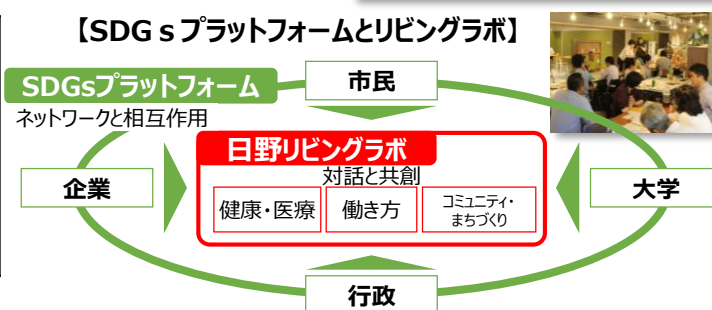 【SDGｓプラットフォームとリビングラボ】
SDGsプラットフォーム
ネットワークと相互作用
市民
日野リビングラボ
対話と共創
健康・医療
働き方
コミュニティ・
まちづくり
企業
大学
行政